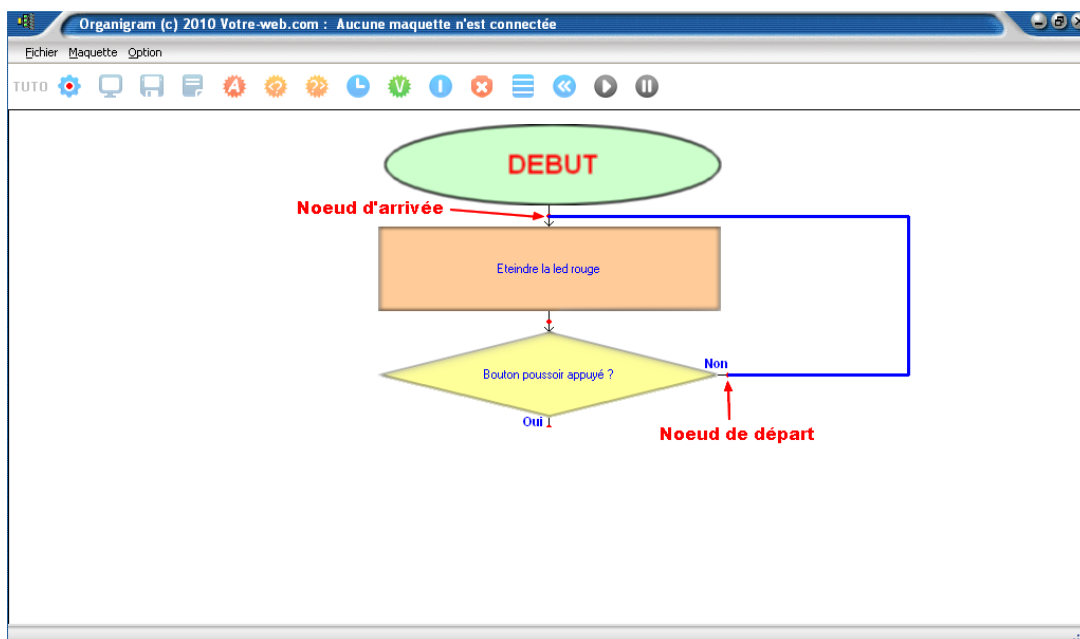 Organigram (c) 2010 Votre-web.com : Aucune maquette n'est connectée
Fichier Maquette Option
TUTO
DEBUT
Noeud d'arrivée
Eteindre la led rouge
Bouton poussoir appuyé ?
Non
Oui
Noeud de départ